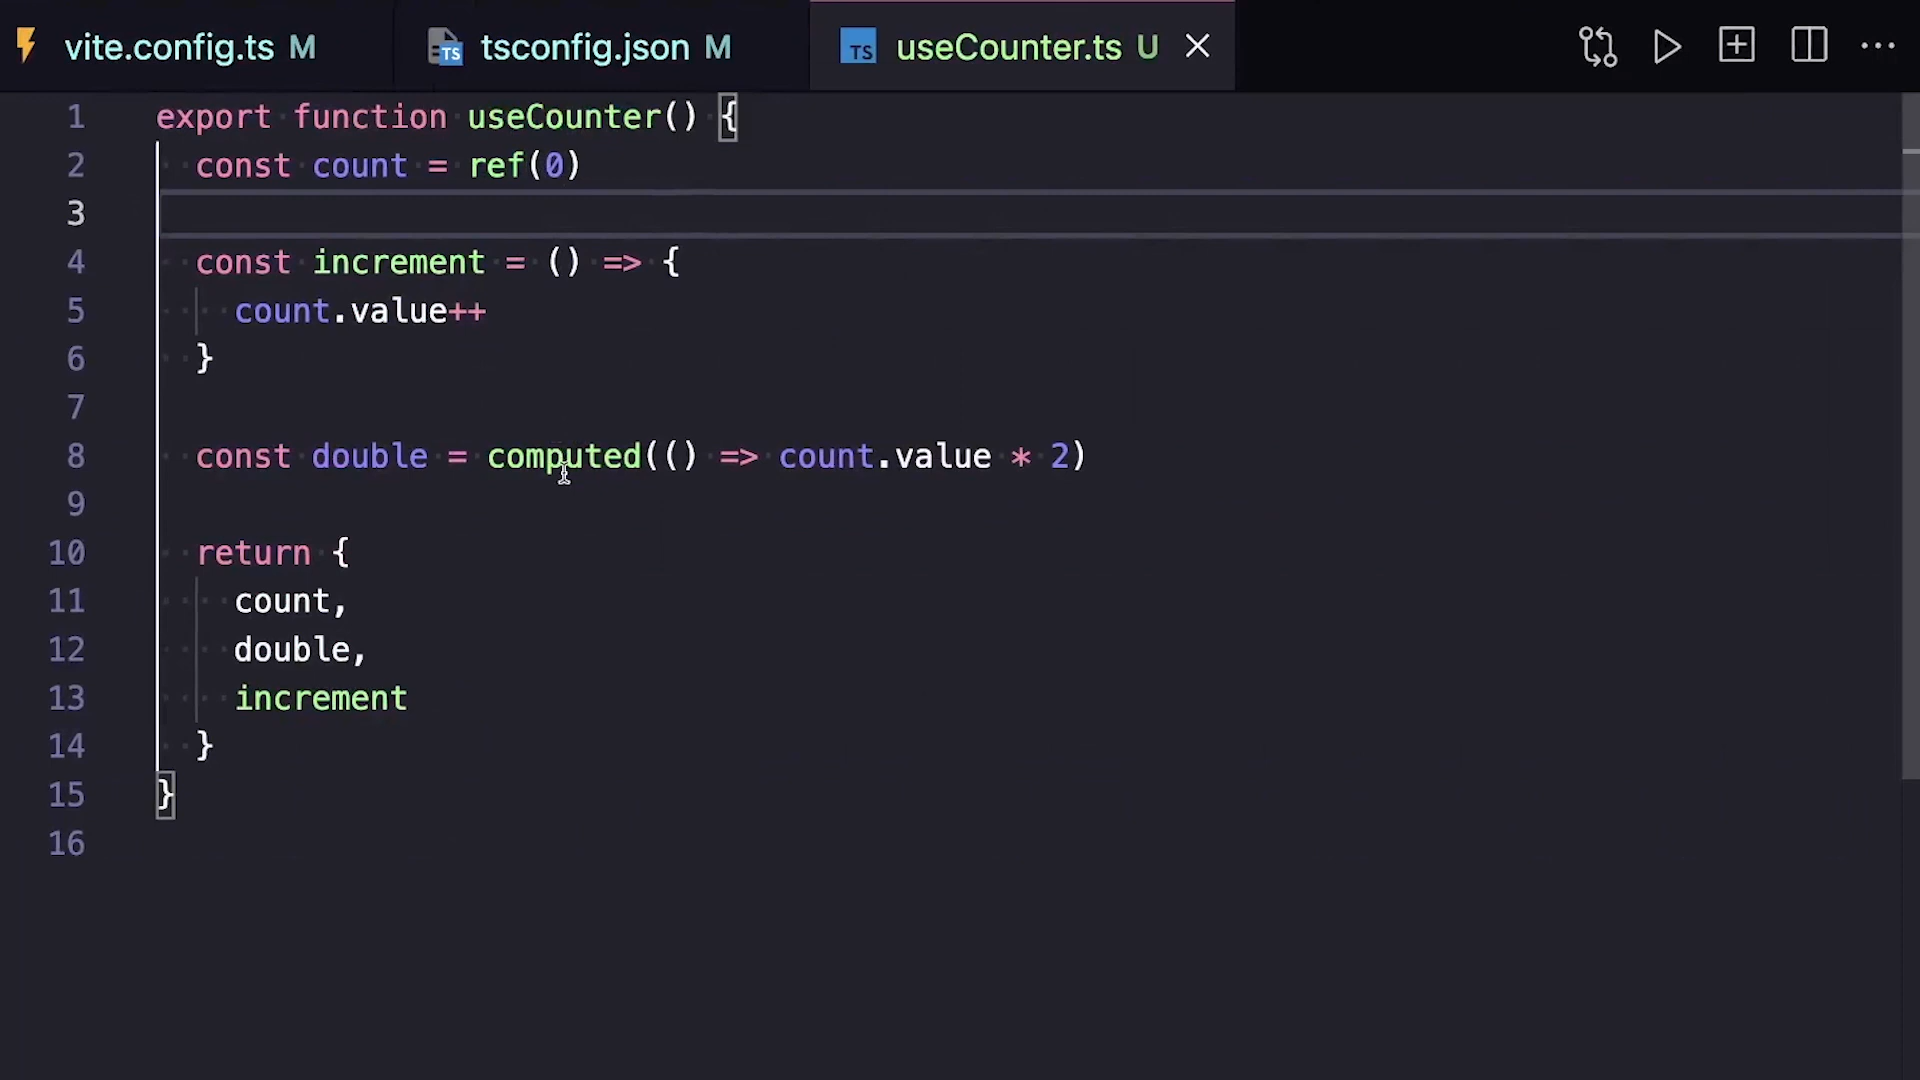 vite.config.ts M
TS tsconfig.json M
TS useCounter.ts U
1 export function useCounter() {
2   const count = ref(0)
3
4   const increment = () => {
5     count.value++
6   }
7
8   const double = computed(() => count.value * 2)
9
10   return {
11     count,
12     double,
13     increment
14   }
15 }
16